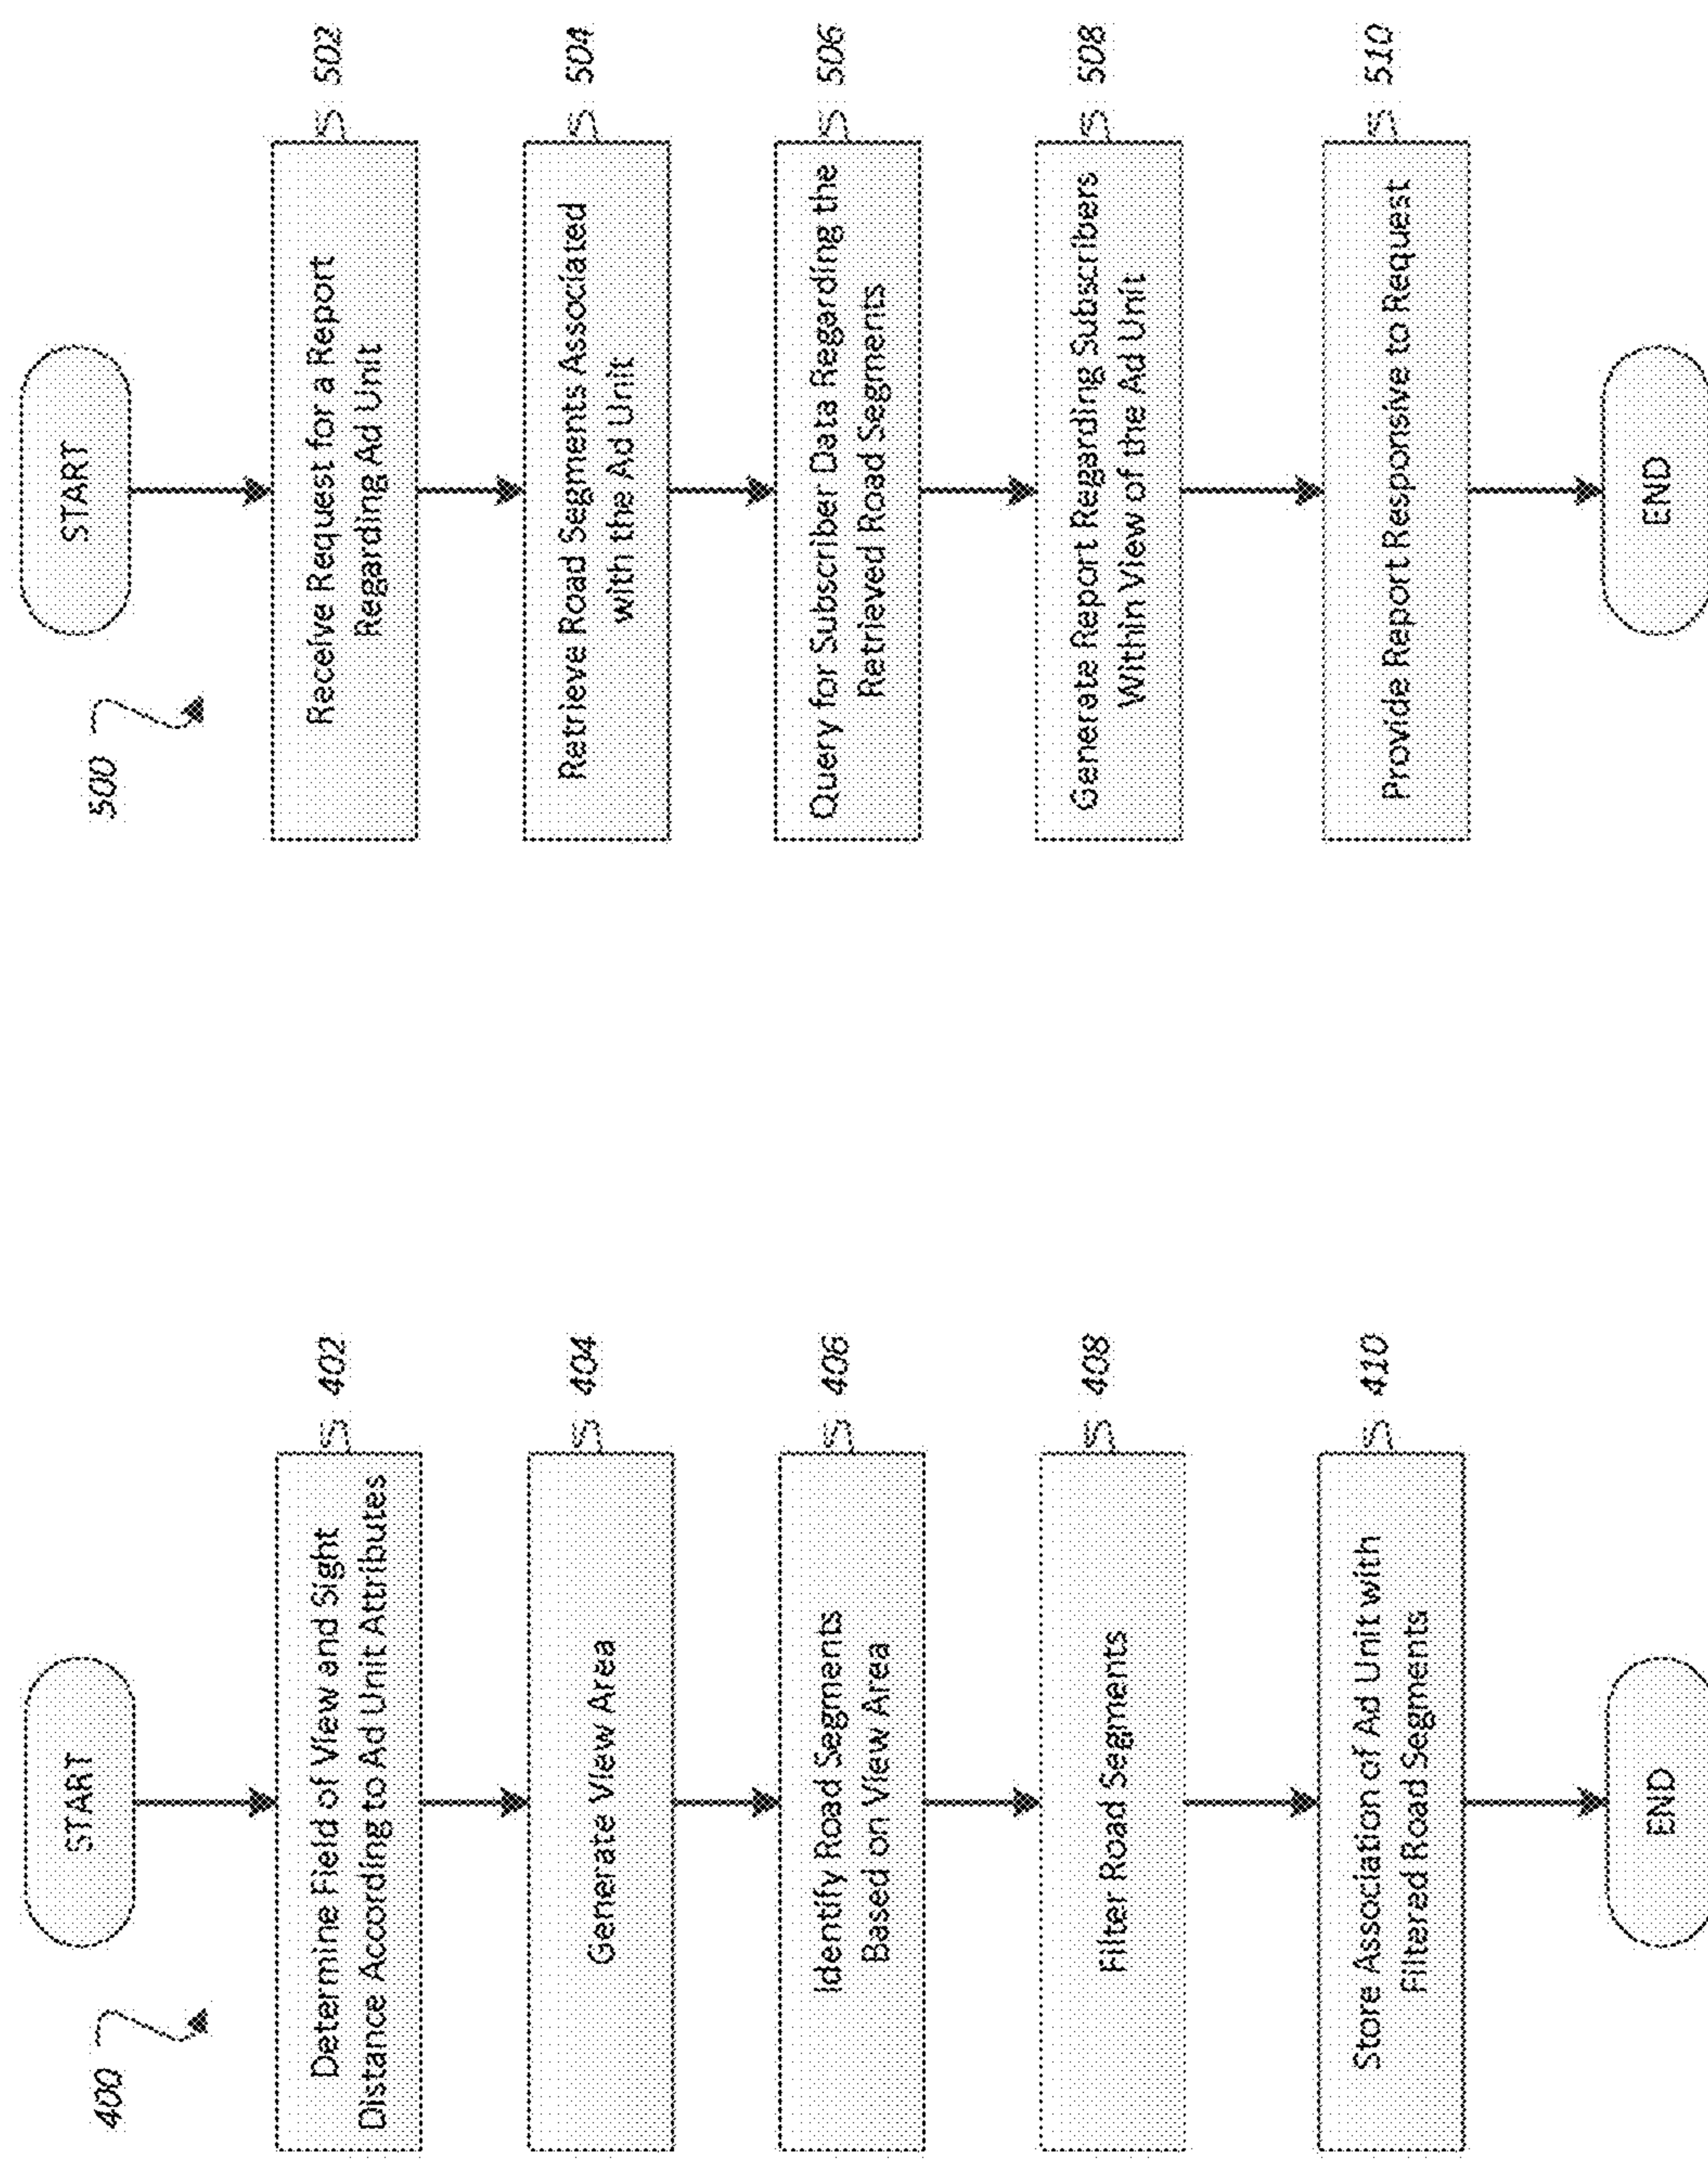 400
START
Determine Field of View and Sight
Distance According to Ad Unit Attributes
402
Generate View Area
404
Identify Road Segments
Based on View Area
406
Filter Road Segments
408
Store Association of Ad Unit with
Filtered Road Segments
410
END
500
START
Receive Request for a Report
Regarding Ad Unit
502
Retrieve Road Segments Associated
with the Ad Unit
504
Query for Subscriber Data Regarding the
Retrieved Road Segments
506
Generate Report Regarding Subscribers
Within View of the Ad Unit
508
Provide Report Responsive to Request
510
END